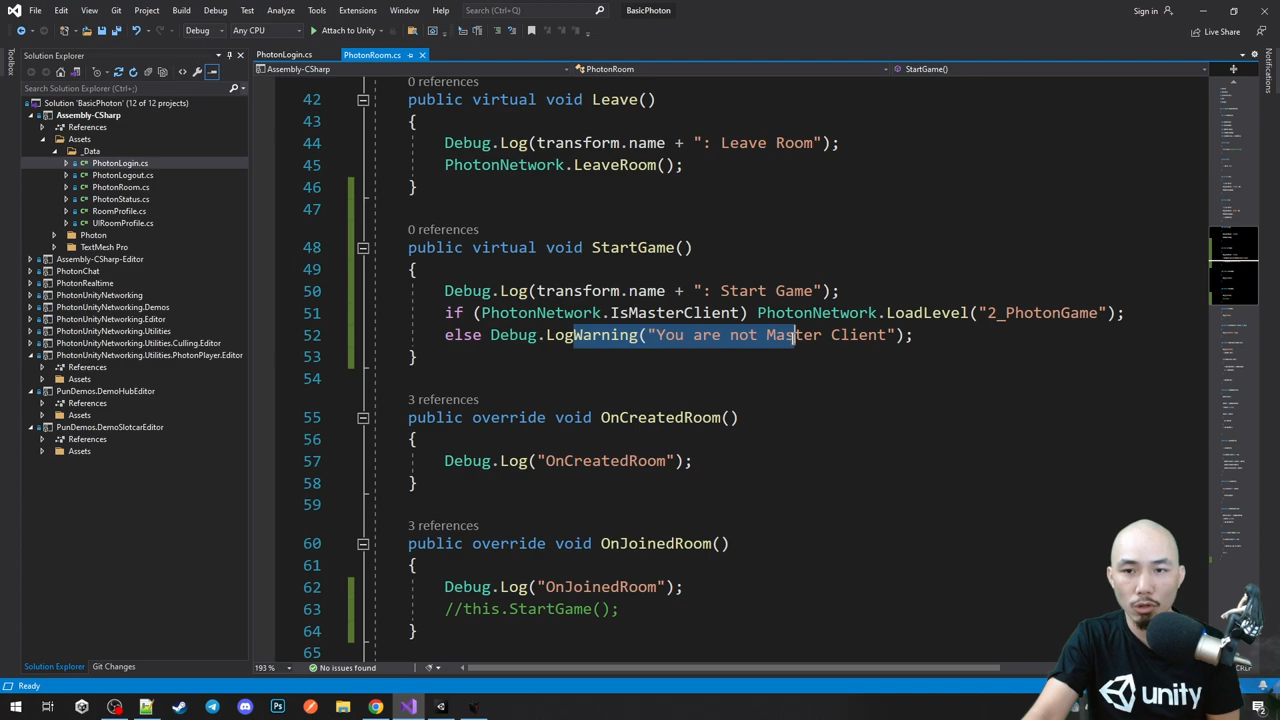 File Edit View Git Project Build Debug Test Analyze Tools Extensions Window Help Search (Ctrl+Q) BasicPhoton Sign in
Debug Any CPU Attach to Unity Live Share
Toolbox
Solution Explorer
Search Solution Explorer (Ctrl+;)
Solution 'BasicPhoton' (12 of 12 projects)
Assembly-CSharp
References
Assets
_Data
PhotonLogin.cs
PhotonLogout.cs
PhotonRoom.cs
PhotonStatus.cs
RoomProfile.cs
UIRoomProfile.cs
Photon
TextMesh Pro
Assembly-CSharp-Editor
PhotonChat
PhotonRealtime
PhotonUnityNetworking
PhotonUnityNetworking.Demos
PhotonUnityNetworking.Editor
PhotonUnityNetworking.Utilities
PhotonUnityNetworking.Utilities.Culling.Editor
PhotonUnityNetworking.Utilities.PhotonPlayer.Editor
References
Assets
PunDemos.DemoHubEditor
References
Assets
PunDemos.DemoSlotcarEditor
References
Assets
Solution Explorer Git Changes
PhotonLogin.cs PhotonRoom.cs
Assembly-CSharp PhotonRoom StartGame()
0 references
42 public virtual void Leave()
43 {
44 Debug.Log(transform.name + ": Leave Room");
45 PhotonNetwork.LeaveRoom();
46 }
47
0 references
48 public virtual void StartGame()
49 {
50 Debug.Log(transform.name + ": Start Game");
51 if (PhotonNetwork.IsMasterClient) PhotonNetwork.LoadLevel("2_PhotonGame");
52 else Debug.LogWarning("You are not Master Client");
53 }
54
3 references
55 public override void OnCreatedRoom()
56 {
57 Debug.Log("OnCreatedRoom");
58 }
59
3 references
60 public override void OnJoinedRoom()
61 {
62 Debug.Log("OnJoinedRoom");
63 //this.StartGame();
64 }
65
193 % No issues found CRLF
Notifications
Ready
unity